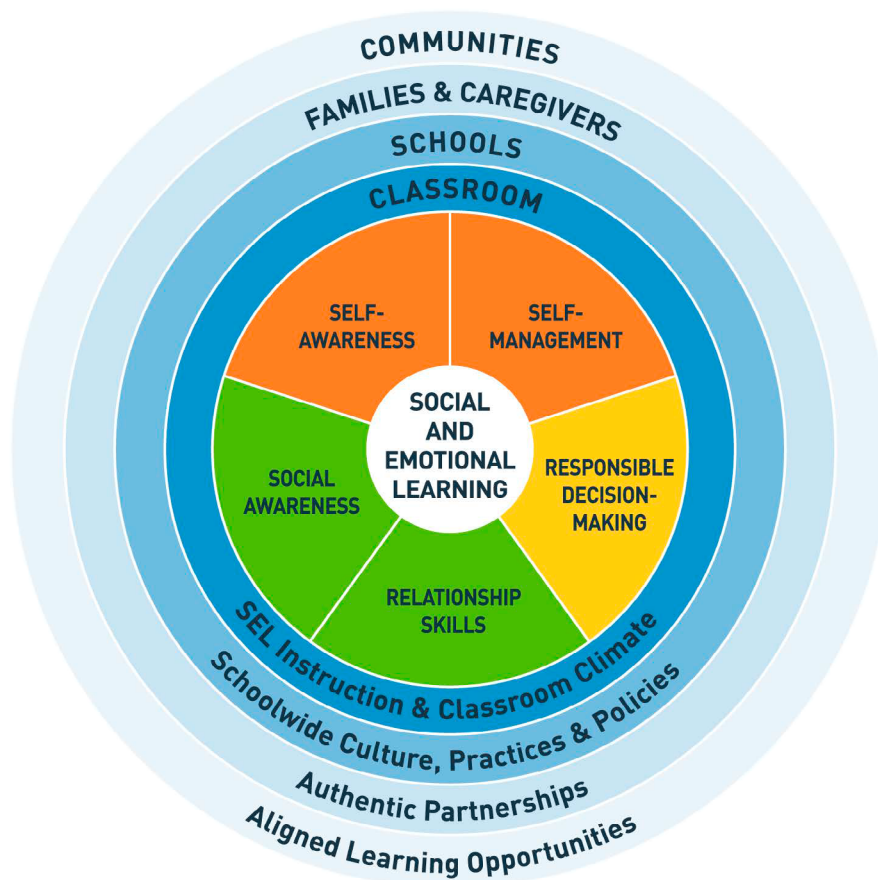 COMMUNITIES
FAMILIES & CAREGIVERS
SCHOOLS
CLASSROOM
SELF-
AWARENESS
SELF-
MANAGEMENT
SOCIAL
AND
EMOTIONAL
LEARNING
SOCIAL
AWARENESS
RESPONSIBLE
DECISION-
MAKING
RELATIONSHIP
SKILLS
SEL Instruction & Classroom Climate
Schoolwide Culture, Practices & Policies
Authentic Partnerships
Aligned Learning Opportunities